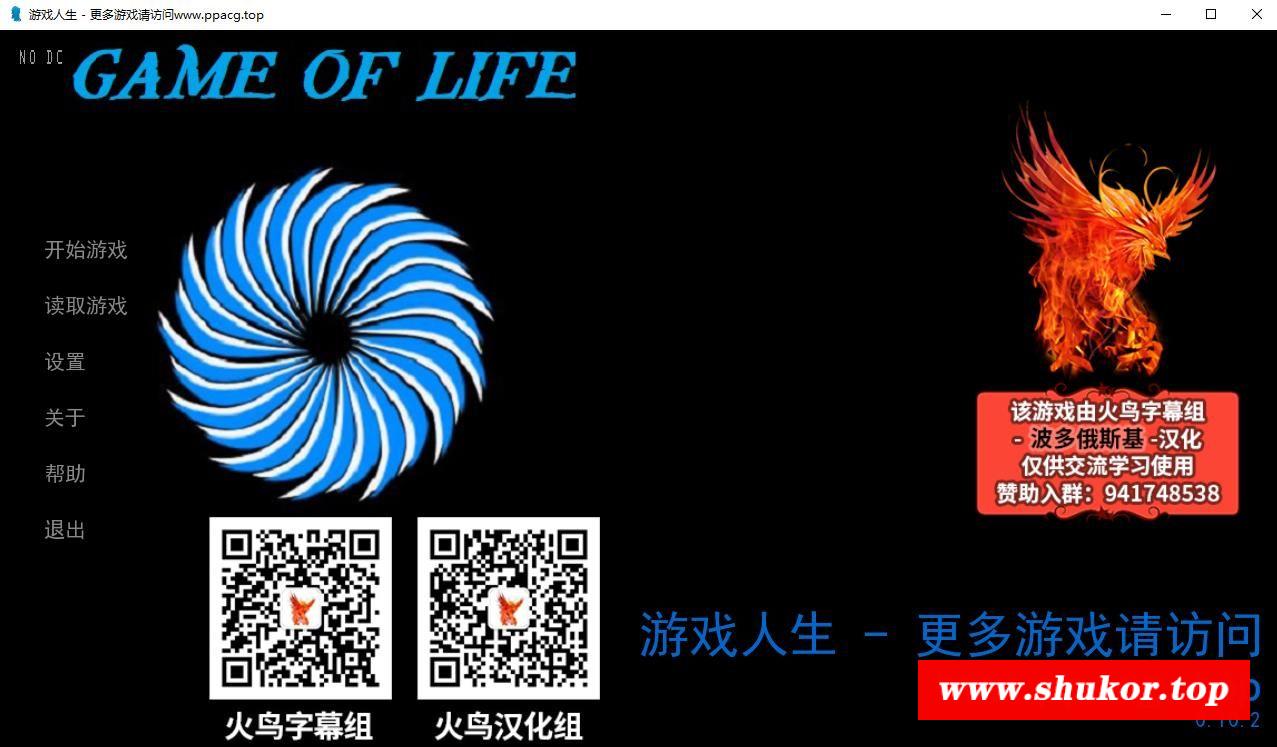 游戏人生 - 更多游戏请访问www.ppacg.top
NO DC
GAME OF LIFE
开始游戏
读取游戏
设置
关于
帮助
退出
该游戏由火鸟字幕组
- 波多俄斯基 -汉化
仅供交流学习使用
赞助入群：941748538
火鸟字幕组
火鸟汉化组
游戏人生 - 更多游戏请访问
www.shukor.top